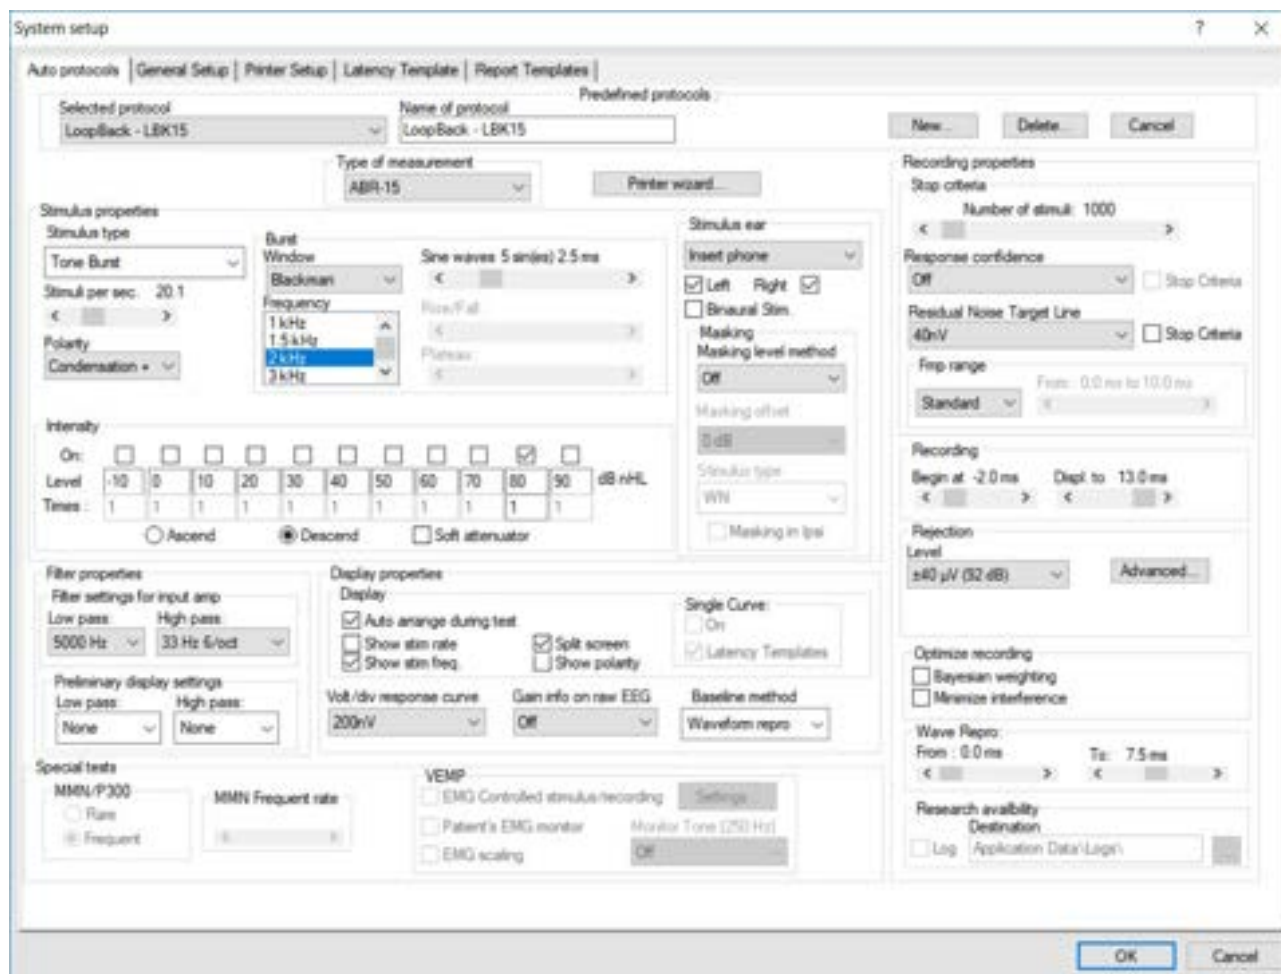 System setup ? ×
Auto protocols General Setup Printer Setup Latency Template Report Templates
Predefined protocols :
Selected protocol Name of protocol
LoopBack - LBK15 LoopBack - LBK15 New... Delete... Cancel
Type of measurement
ABR-15 Printer wizard...
Stimulus properties
Stimulus type
Tone Burst
Stimuli per sec. 20.1
< >
Polarity
Condensation +
Burst
Window
Blackman
Frequency
1 kHz
1.5 kHz
2 kHz
3 kHz
Sine waves 5 sin(es) 2.5 ms
< >
Rise/Fall
< >
Plateau
< >
Intensity
On:
Level -10 0 10 20 30 40 50 60 70 80 90 dB nHL
Times : 1 1 1 1 1 1 1 1 1 1 1
Ascend Descend Soft attenuator
Stimulus ear
Insert phone
Left Right
Binaural Stim.
Masking
Masking level method
Off
Masking offset
0 dB
Stimulus type
WN
Masking in Ipsi
Recording properties
Stop criteria
Number of stimuli: 1000
< >
Response confidence
Off Stop Criteria
Residual Noise Target Line
40nV Stop Criteria
Fmp range
Standard From : 0.0 ms to 10.0 ms
< >
Recording
Begin at -2.0 ms Displ. to 13.0 ms
< > < >
Rejection
Level
±40 µV (92 dB) Advanced...
Filter properties
Filter settings for input amp
Low pass: High pass:
5000 Hz 33 Hz 6/oct
Preliminary display settings
Low pass: High pass:
None None
Display properties
Display
Auto arrange during test
Show stim rate Split screen
Show stim freq. Show polarity
Single Curve:
On
Latency Templates
Volt/div response curve Gain info on raw EEG Baseline method
200nV Off Waveform repro
Optimize recording
Bayesian weighting
Minimize interference
Wave Repro:
From : 0.0 ms To: 7.5 ms
< > < >
Special tests
MMN/P300
Rare
Frequent
MMN Frequent rate
< >
VEMP
EMG Controlled stimulus/recording Settings...
Patient's EMG monitor Monitor Tone (250 Hz)
EMG scaling Off
Research availbility
Destination
Log Application Data\Logs\ ...
OK Cancel